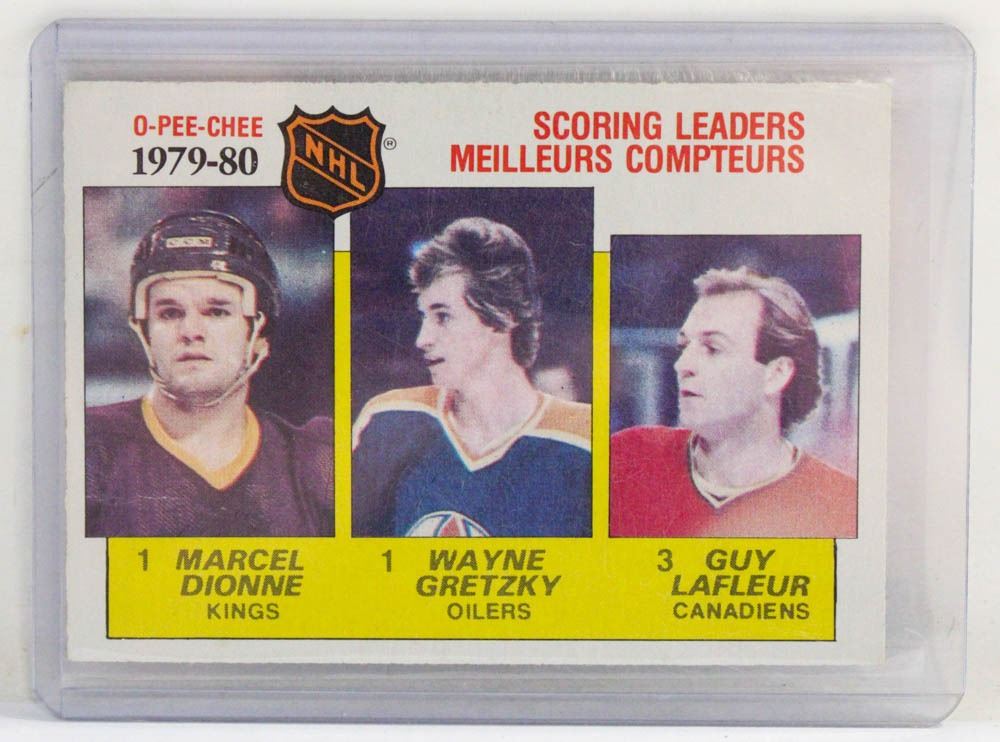 O-PEE-CHEE
1979-80
NHL
®
SCORING LEADERS
MEILLEURS COMPTEURS
CCM
1 MARCEL
DIONNE
KINGS
1 WAYNE
GRETZKY
OILERS
3 GUY
LAFLEUR
CANADIENS